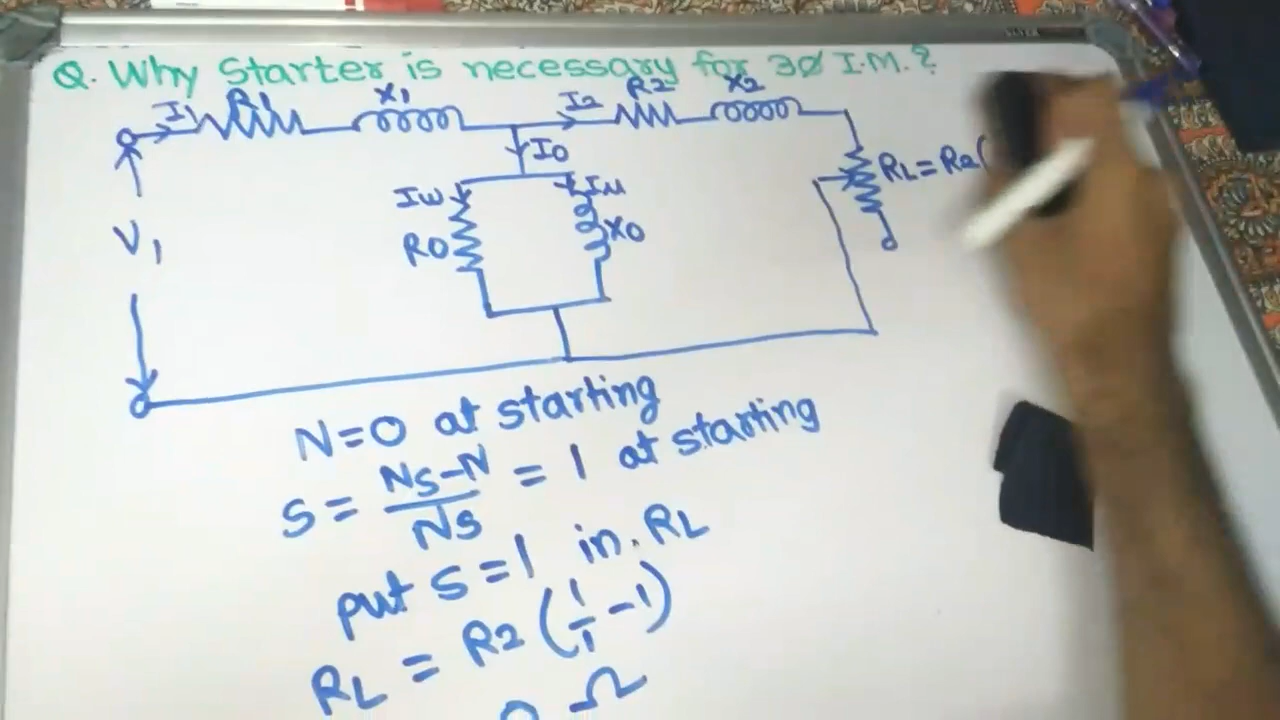 Q. Why Starter is necessary for 3Ø I.M.?
I1 R1 X1 I2 R2 X2
I0
Iw Iu
R0 X0
V1
RL=R2(
N=0 at starting
S = Ns-N / Ns = 1 at starting
put S=1 in RL
RL = R2 (1/1 -1)
0 Ω